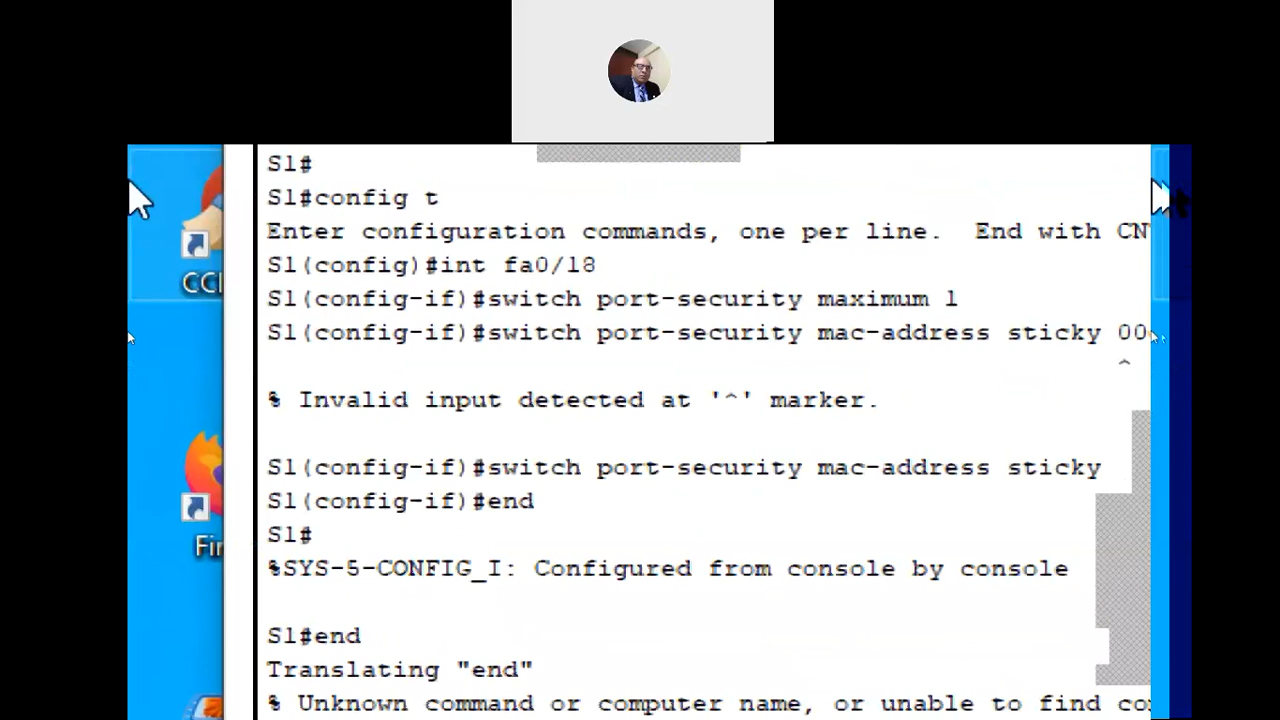 S1#
S1#config t
Enter configuration commands, one per line.  End with CN
S1(config)#int fa0/18
S1(config-if)#switch port-security maximum 1
S1(config-if)#switch port-security mac-address sticky 00
^
% Invalid input detected at '^' marker.
S1(config-if)#switch port-security mac-address sticky
S1(config-if)#end
S1#
%SYS-5-CONFIG_I: Configured from console by console
S1#end
Translating "end"
% Unknown command or computer name, or unable to find co
CC
Fir